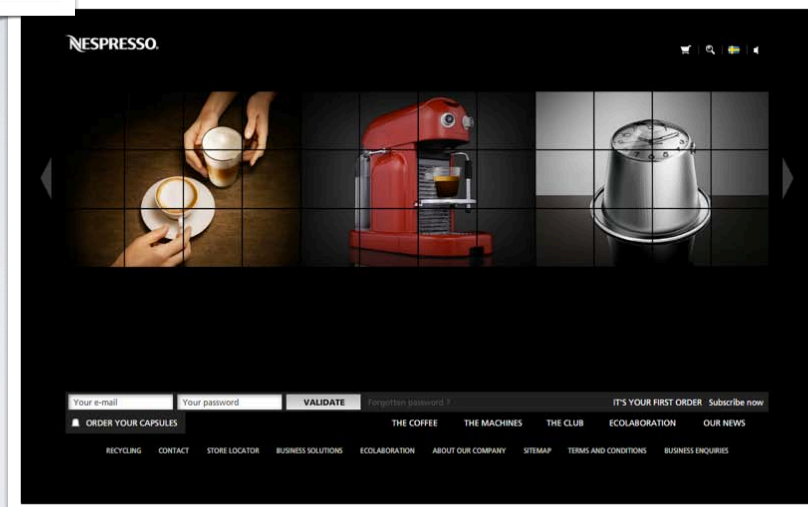 NESPRESSO.
Your e-mail Your password VALIDATE Forgotten password ? IT'S YOUR FIRST ORDER Subscribe now
ORDER YOUR CAPSULES THE COFFEE THE MACHINES THE CLUB ECOLABORATION OUR NEWS
RECYCLING CONTACT STORE LOCATOR BUSINESS SOLUTIONS ECOLABORATION ABOUT OUR COMPANY SITEMAP TERMS AND CONDITIONS BUSINESS ENQUIRIES